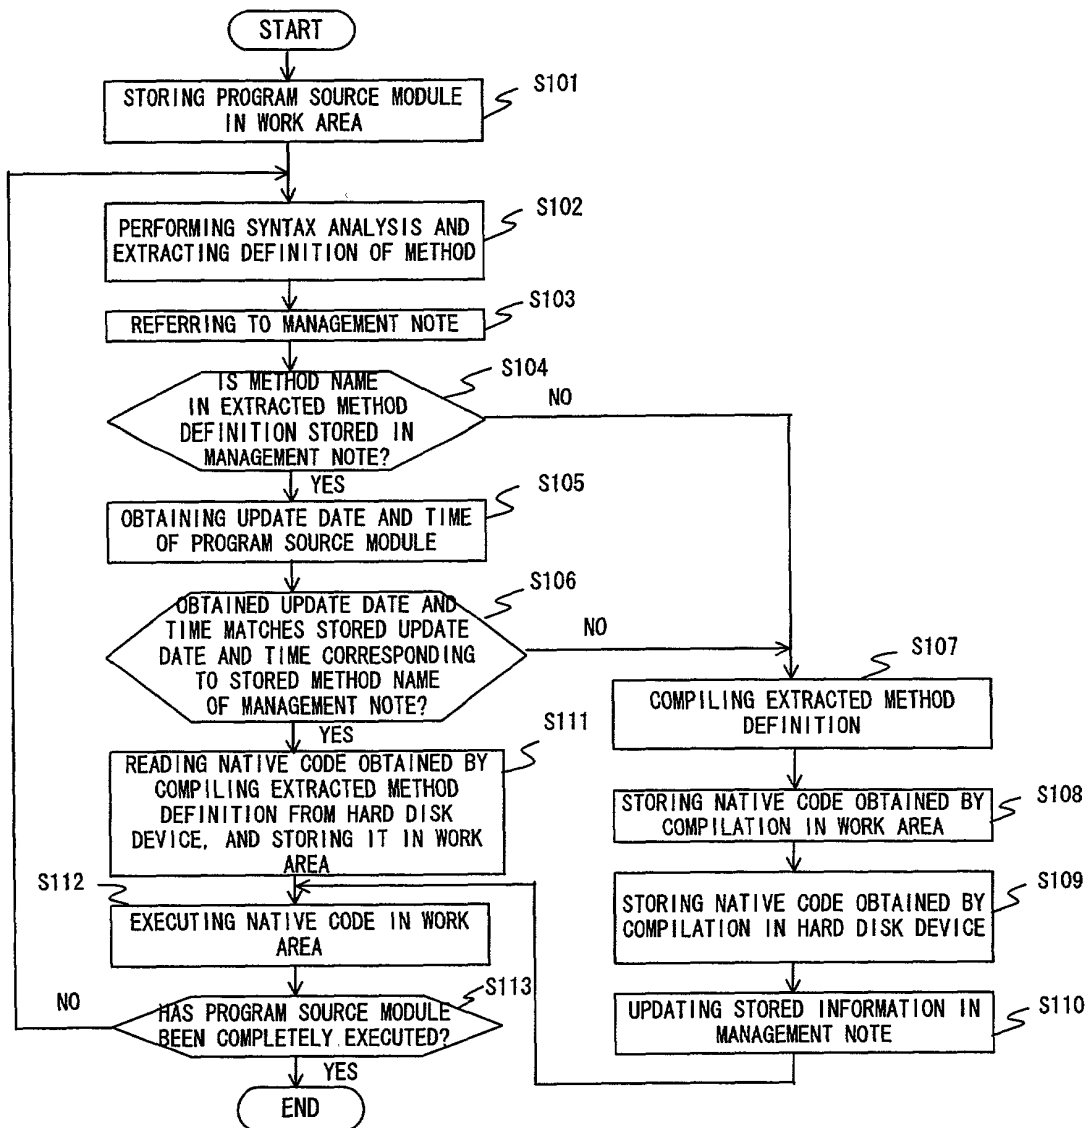 START
STORING PROGRAM SOURCE MODULE
IN WORK AREA
S101
PERFORMING SYNTAX ANALYSIS AND
EXTRACTING DEFINITION OF METHOD
S102
REFERRING TO MANAGEMENT NOTE
S103
IS METHOD NAME
IN EXTRACTED METHOD
DEFINITION STORED IN
MANAGEMENT NOTE?
S104
NO
YES
OBTAINING UPDATE DATE AND TIME
OF PROGRAM SOURCE MODULE
S105
OBTAINED UPDATE DATE AND
TIME MATCHES STORED UPDATE
DATE AND TIME CORRESPONDING
TO STORED METHOD NAME
OF MANAGEMENT NOTE?
S106
NO
YES
COMPILING EXTRACTED METHOD
DEFINITION
S107
STORING NATIVE CODE OBTAINED BY
COMPILATION IN WORK AREA
S108
STORING NATIVE CODE OBTAINED BY
COMPILATION IN HARD DISK DEVICE
S109
UPDATING STORED INFORMATION IN
MANAGEMENT NOTE
S110
READING NATIVE CODE OBTAINED BY
COMPILING EXTRACTED METHOD
DEFINITION FROM HARD DISK
DEVICE, AND STORING IT IN WORK
AREA
S111
S112
EXECUTING NATIVE CODE IN WORK
AREA
HAS PROGRAM SOURCE MODULE
BEEN COMPLETELY EXECUTED?
S113
NO
YES
END